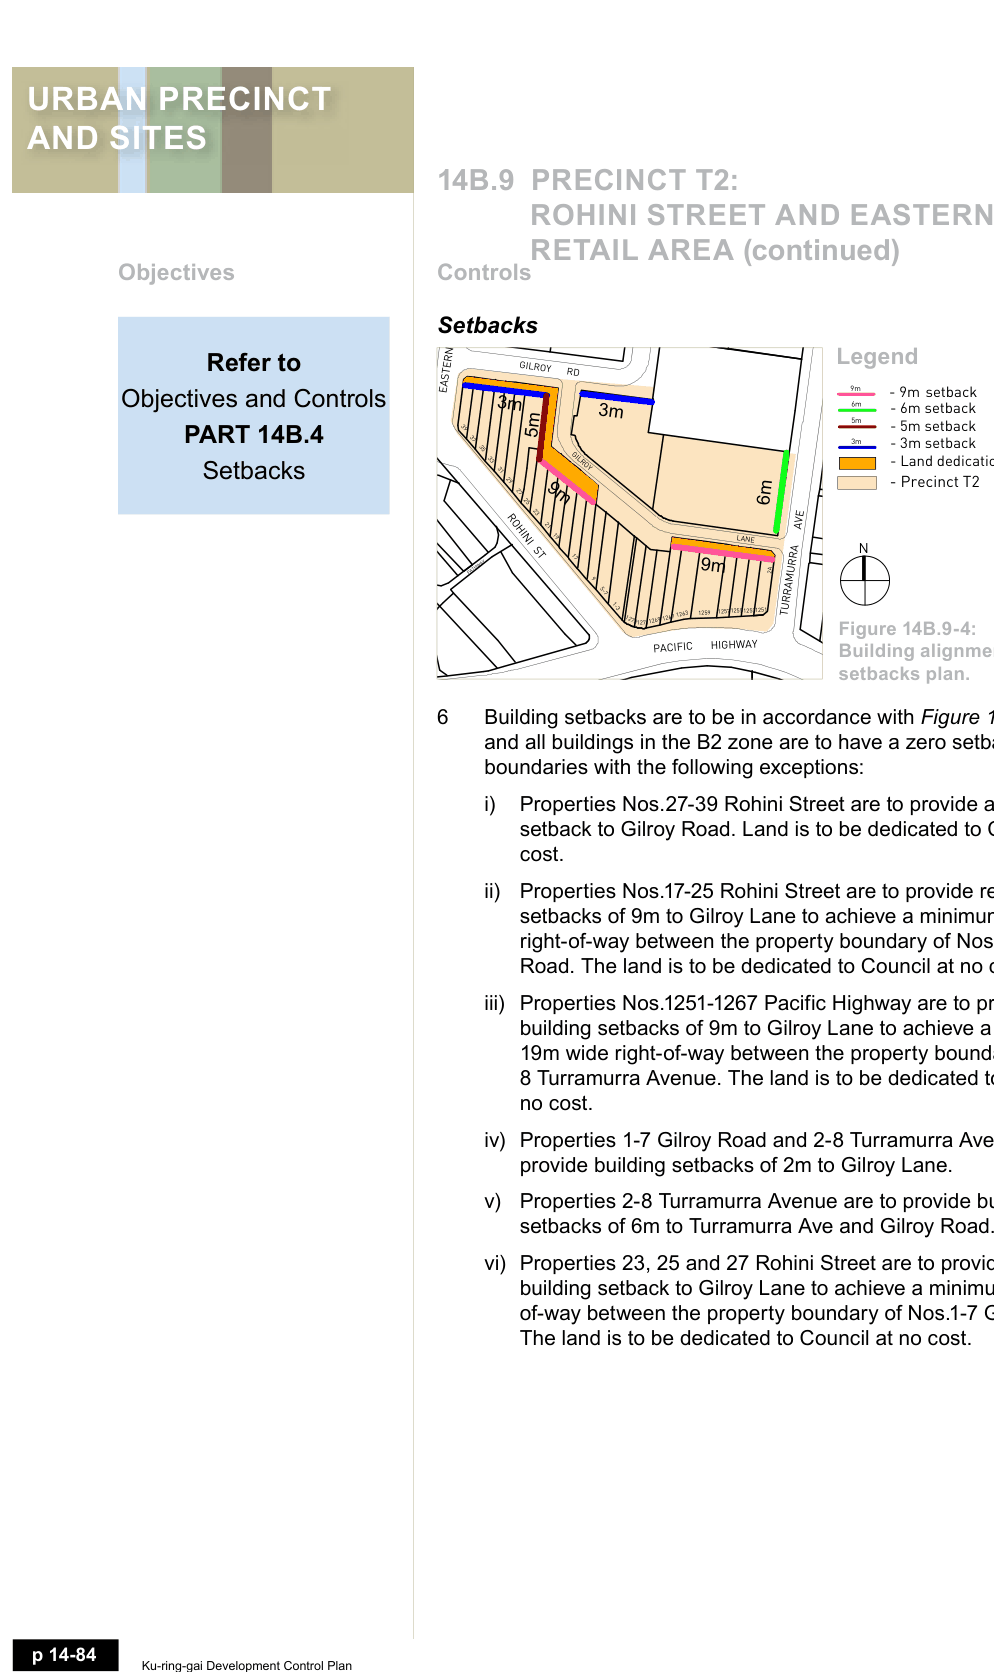 URBAN PRECINCT
AND SITES
14B.9 PRECINCT T2:
ROHINI STREET AND EASTERN
RETAIL AREA (continued)
Objectives
Controls
Refer to
Objectives and Controls
PART 14B.4
Setbacks
Setbacks
EASTERN
GILROY RD
3m
3m
5m
GILROY
9m
6m
ROHINI ST
LANE
9m
TURRAMURRA AVE
1263 1259
PACIFIC HIGHWAY
Legend
9m - 9m setback
6m - 6m setback
5m - 5m setback
3m - 3m setback
- Land dedicatio
- Precinct T2
N
Figure 14B.9-4:
Building alignme
setbacks plan.
6 Building setbacks are to be in accordance with Figure 1
and all buildings in the B2 zone are to have a zero setba
boundaries with the following exceptions:
i) Properties Nos.27-39 Rohini Street are to provide a
setback to Gilroy Road. Land is to be dedicated to C
cost.
ii) Properties Nos.17-25 Rohini Street are to provide re
setbacks of 9m to Gilroy Lane to achieve a minimum
right-of-way between the property boundary of Nos
Road. The land is to be dedicated to Council at no c
iii) Properties Nos.1251-1267 Pacific Highway are to pr
building setbacks of 9m to Gilroy Lane to achieve a
19m wide right-of-way between the property bounda
8 Turramurra Avenue. The land is to be dedicated to
no cost.
iv) Properties 1-7 Gilroy Road and 2-8 Turramurra Ave
provide building setbacks of 2m to Gilroy Lane.
v) Properties 2-8 Turramurra Avenue are to provide bu
setbacks of 6m to Turramurra Ave and Gilroy Road.
vi) Properties 23, 25 and 27 Rohini Street are to provid
building setback to Gilroy Lane to achieve a minimu
of-way between the property boundary of Nos.1-7 G
The land is to be dedicated to Council at no cost.
p 14-84
Ku-ring-gai Development Control Plan